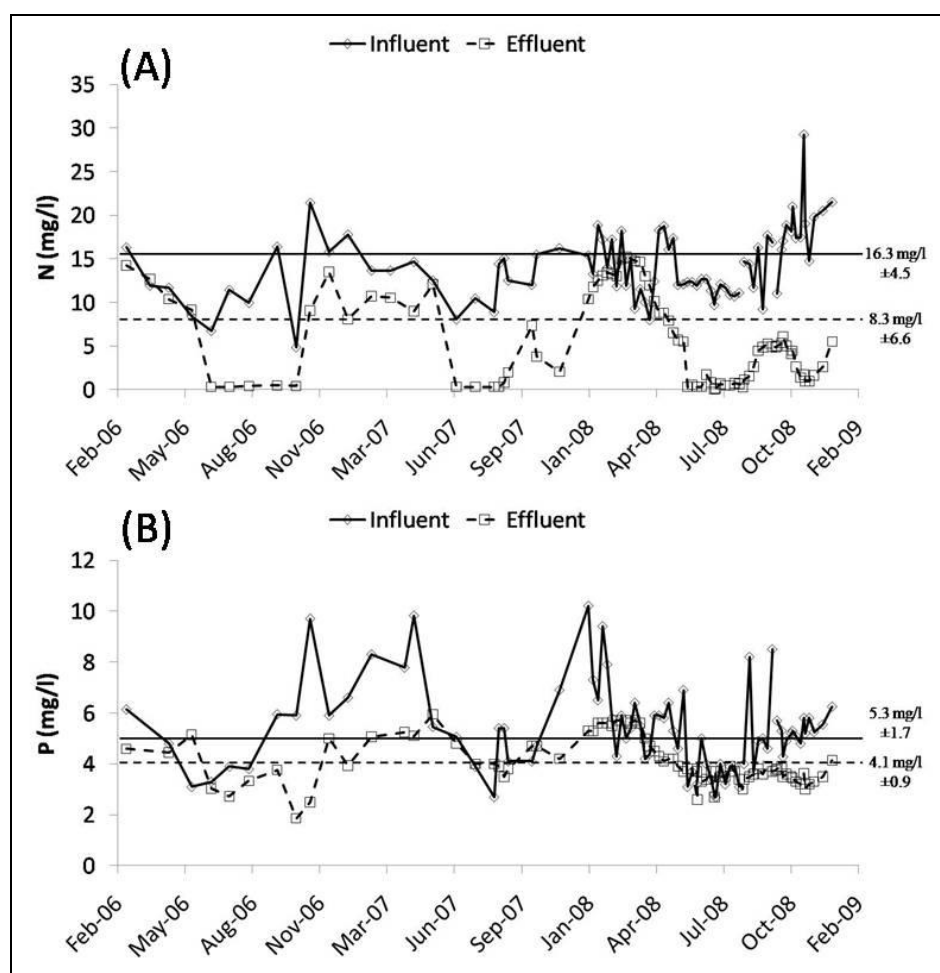 Influent Effluent
(A)
35
30
25
20
15
10
5
0
N (mg/l)
16.3 mg/l
±4.5
8.3 mg/l
±6.6
Feb-06 May-06 Aug-06 Nov-06 Mar-07 Jun-07 Sep-07 Jan-08 Apr-08 Jul-08 Oct-08 Feb-09
Influent Effluent
(B)
12
10
8
6
4
2
0
P (mg/l)
5.3 mg/l
±1.7
4.1 mg/l
±0.9
Feb-06 May-06 Aug-06 Nov-06 Mar-07 Jun-07 Sep-07 Jan-08 Apr-08 Jul-08 Oct-08 Feb-09